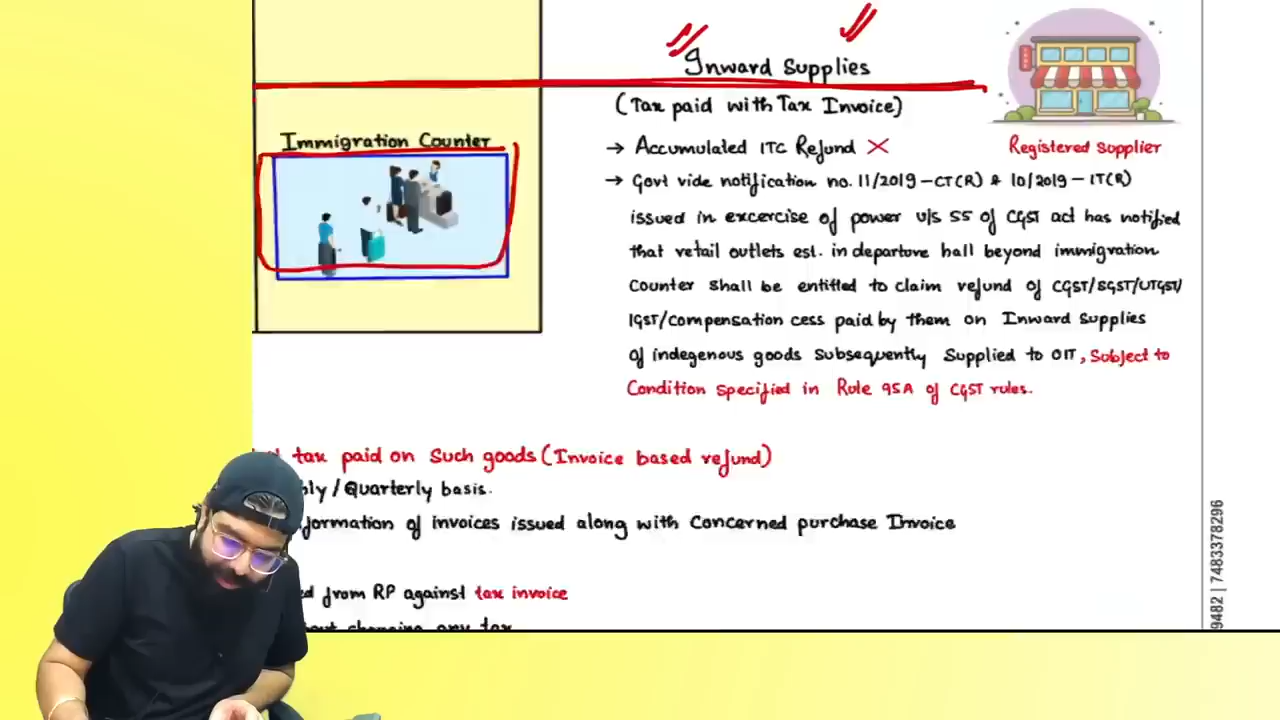 Inward Supplies
(Tax paid with Tax Invoice)
Immigration Counter
→ Accumulated ITC Refund ✗
Registered Supplier
→ Govt vide notification no. 11/2019-CT(R) & 10/2019-IT(R)
issued in excercise of power u/s 55 of CGST act has notified
that retail outlets est. in departure hall beyond immigration
Counter shall be entitled to claim refund of CGST/SGST/UTGST/
IGST/compensation cess paid by them on Inward Supplies
of indegenous goods Subsequently Supplied to OIT, Subject to
Condition specified in Rule 95A of CGST rules.
tax paid on Such goods (Invoice based refund)
/Quarterly basis.
of invoices issued along with Concerned purchase Invoice
from RP against tax invoice
any tax
9482 | 7483378296